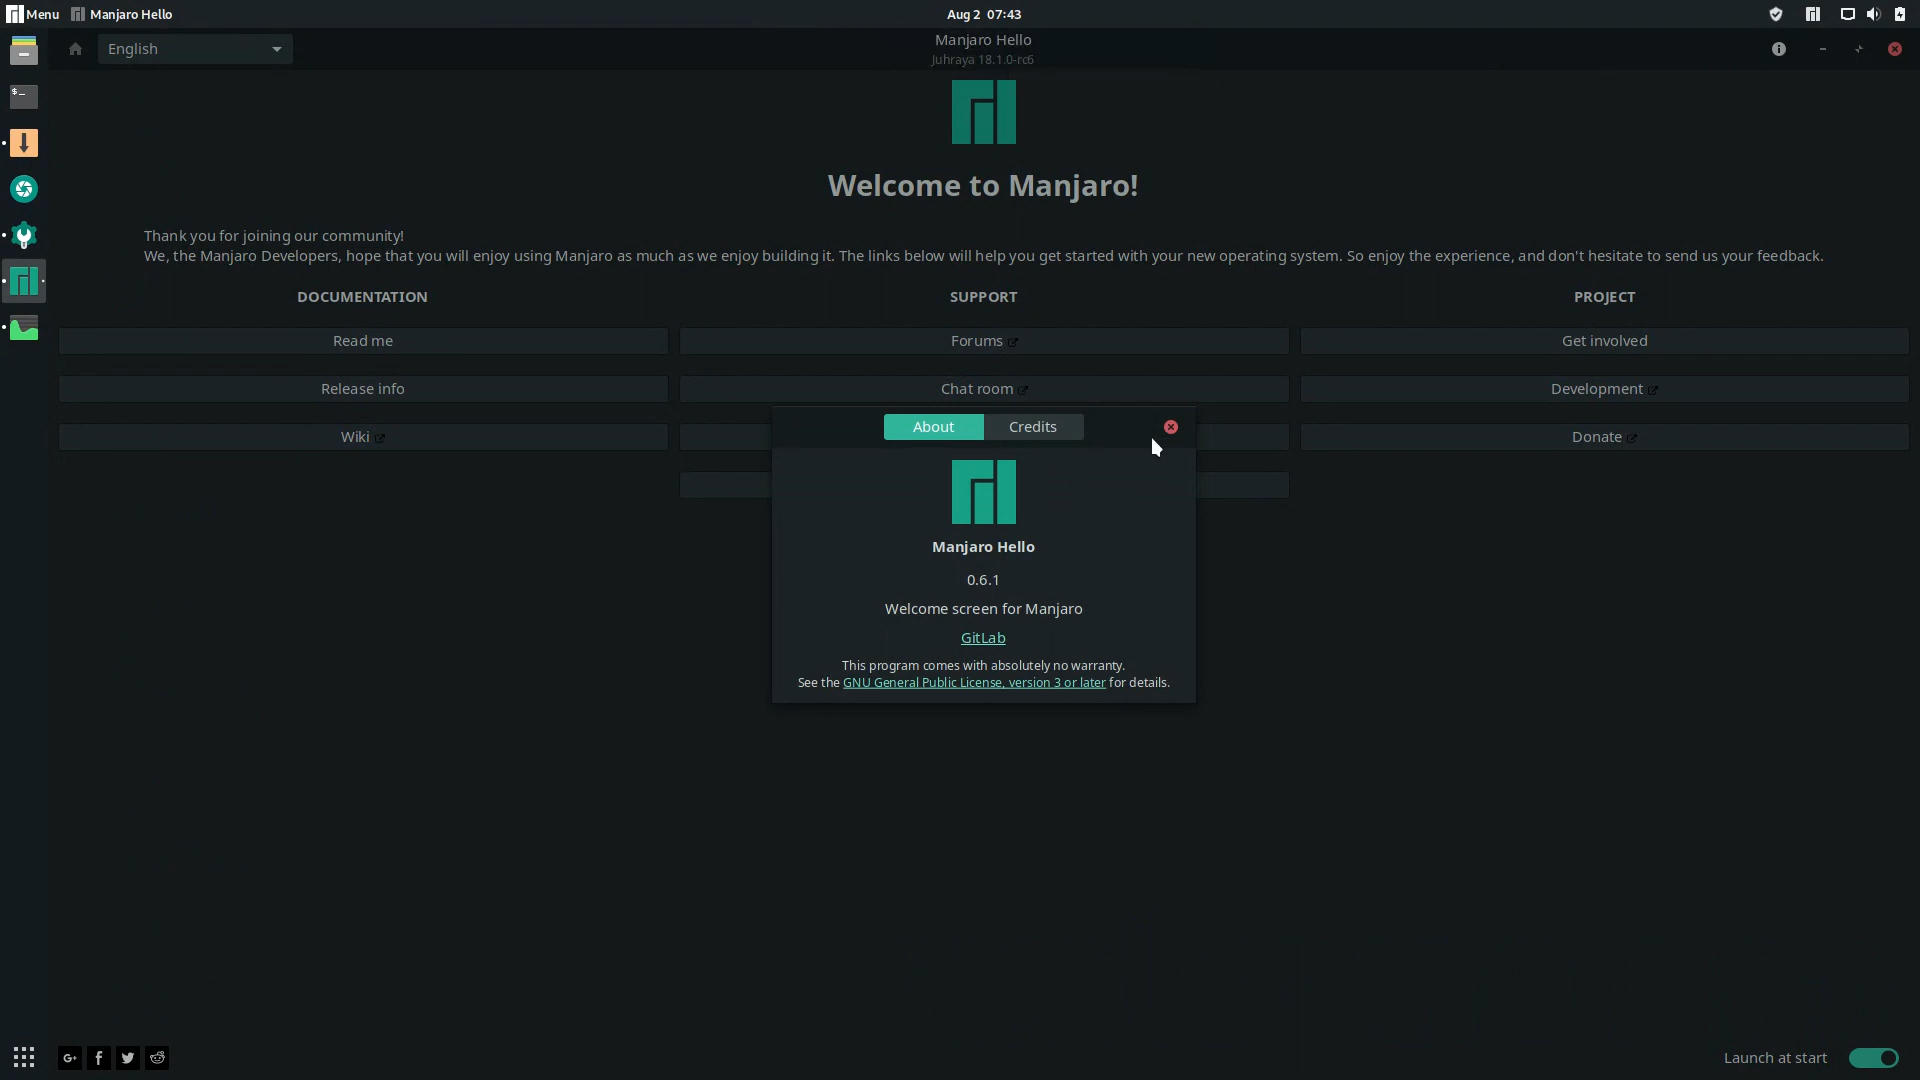 Menu Manjaro Hello Aug 2 07:43
English
Manjaro Hello
Juhraya 18.1.0-rc6
Welcome to Manjaro!
Thank you for joining our community!
We, the Manjaro Developers, hope that you will enjoy using Manjaro as much as we enjoy building it. The links below will help you get started with your new operating system. So enjoy the experience, and don't hesitate to send us your feedback.
DOCUMENTATION SUPPORT PROJECT
Read me Forums Get involved
Release info Chat room Development
Wiki Donate
About Credits
Manjaro Hello
0.6.1
Welcome screen for Manjaro
GitLab
This program comes with absolutely no warranty.
See the GNU General Public License, version 3 or later for details.
Launch at start